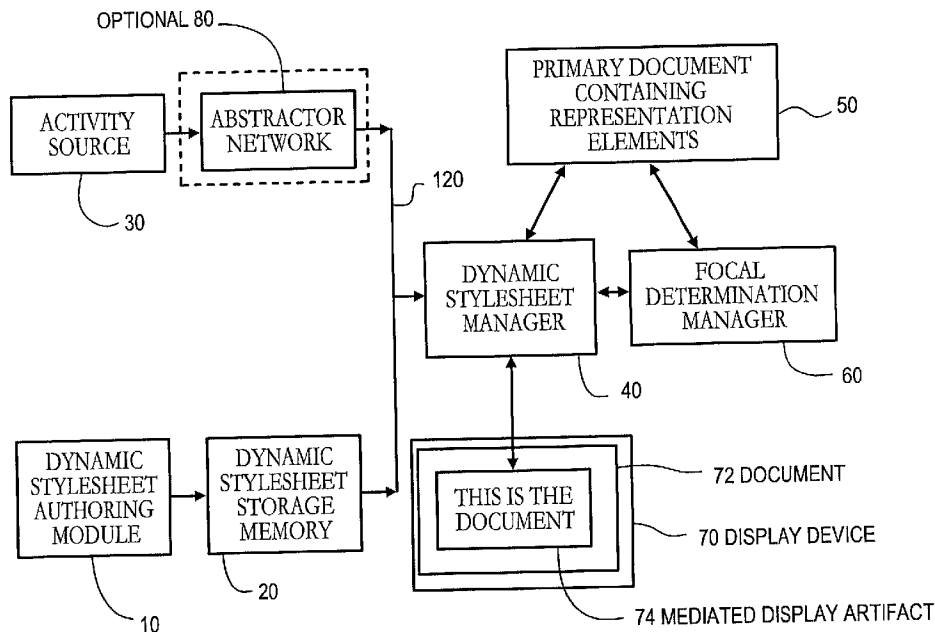 OPTIONAL 80
ACTIVITY
SOURCE
30
ABSTRACTOR
NETWORK
120
PRIMARY DOCUMENT
CONTAINING
REPRESENTATION
ELEMENTS
50
DYNAMIC
STYLESHEET
MANAGER
40
FOCAL
DETERMINATION
MANAGER
60
DYNAMIC
STYLESHEET
AUTHORING
MODULE
10
DYNAMIC
STYLESHEET
STORAGE
MEMORY
20
THIS IS THE
DOCUMENT
72 DOCUMENT
70 DISPLAY DEVICE
74 MEDIATED DISPLAY ARTIFACT